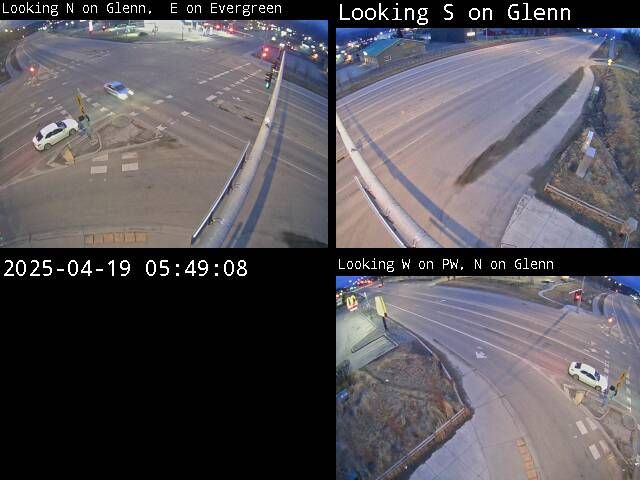 Looking N on Glenn,  E on Evergreen
Looking S on Glenn
2025-04-19 05:49:08
Looking W on PW, N on Glenn